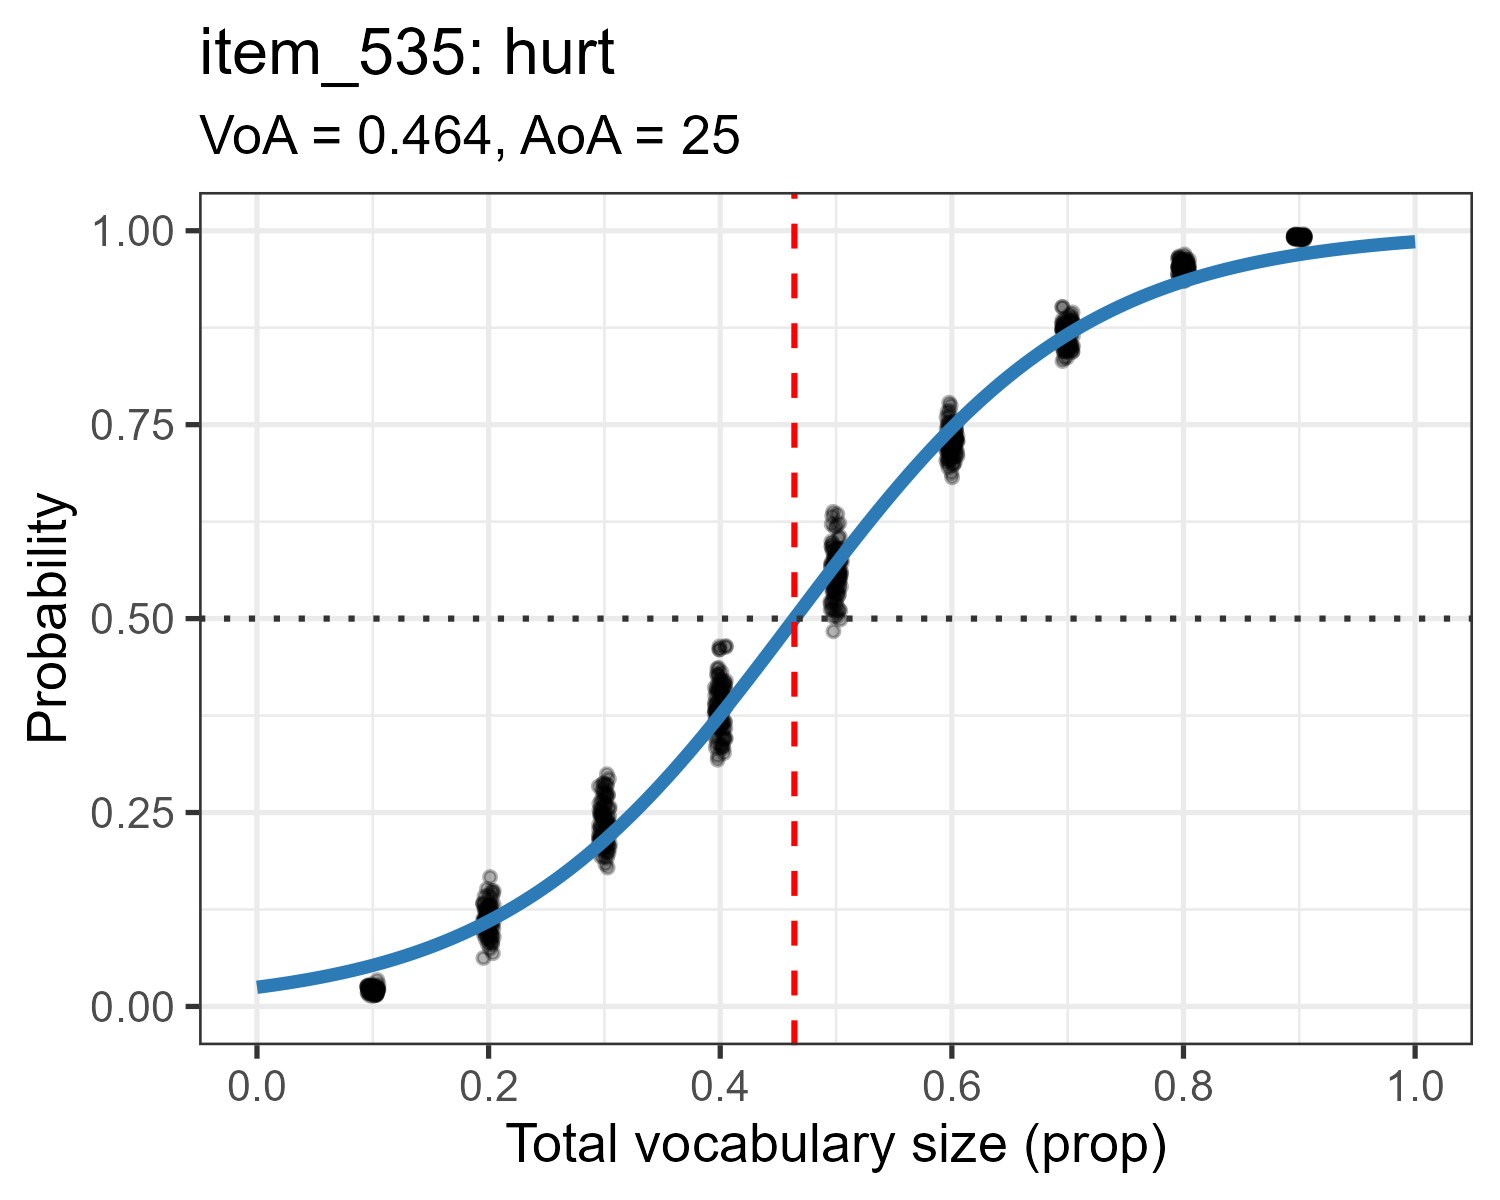 item_535: hurt
VoA = 0.464, AoA = 25
1.00
0.75
0.50
0.25
0.00
Probability
0.0 0.2 0.4 0.6 0.8 1.0
Total vocabulary size (prop)